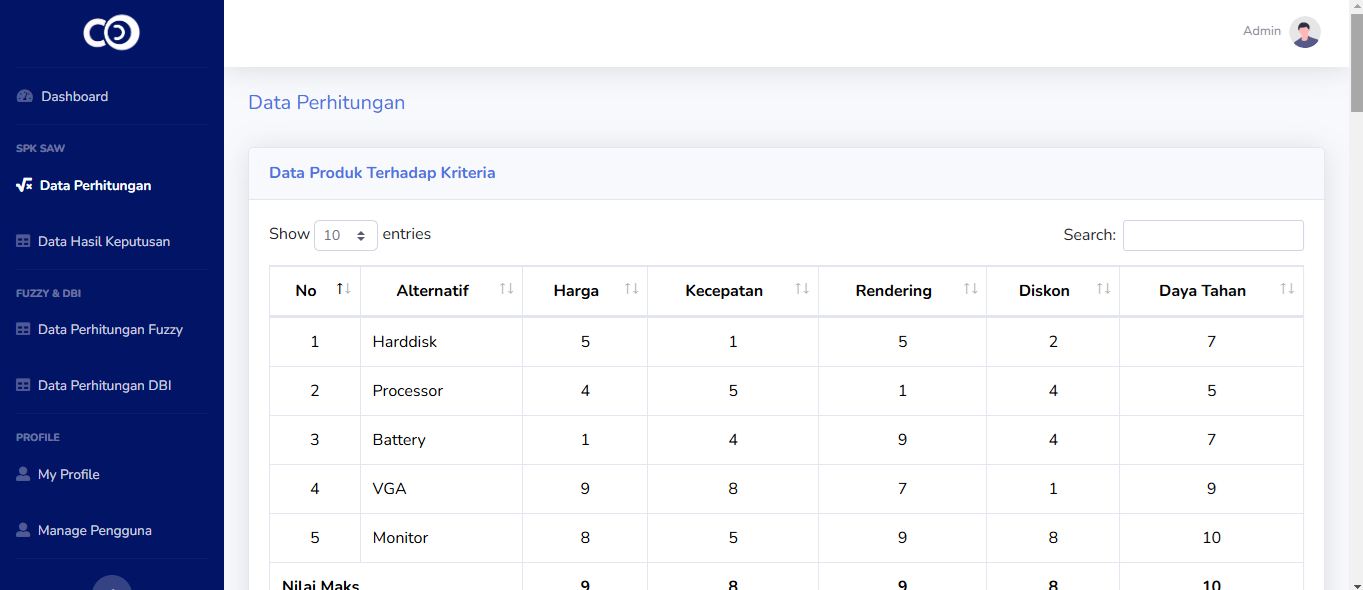 Admin
Dashboard
SPK SAW
Data Perhitungan
Data Hasil Keputusan
FUZZY & DBI
Data Perhitungan Fuzzy
Data Perhitungan DBI
PROFILE
My Profile
Manage Pengguna
Data Perhitungan
Data Produk Terhadap Kriteria
Show 10 entries
Search:
No Alternatif Harga Kecepatan Rendering Diskon Daya Tahan
1 Harddisk 5 1 5 2 7
2 Processor 4 5 1 4 5
3 Battery 1 4 9 4 7
4 VGA 9 8 7 1 9
5 Monitor 8 5 9 8 10
Nilai Maks 9 8 9 8 10